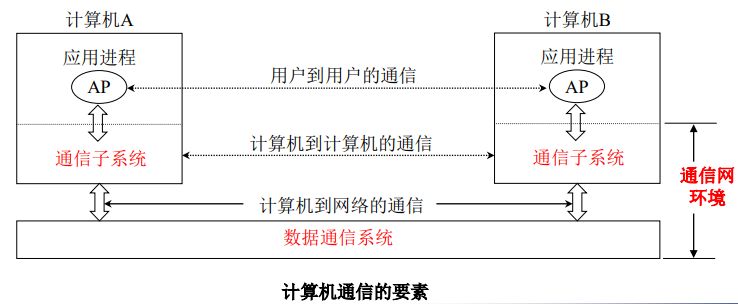 计算机A
计算机B
应用进程
AP
用户到用户的通信
应用进程
AP
通信子系统
计算机到计算机的通信
通信子系统
通信网
环境
计算机到网络的通信
数据通信系统
计算机通信的要素